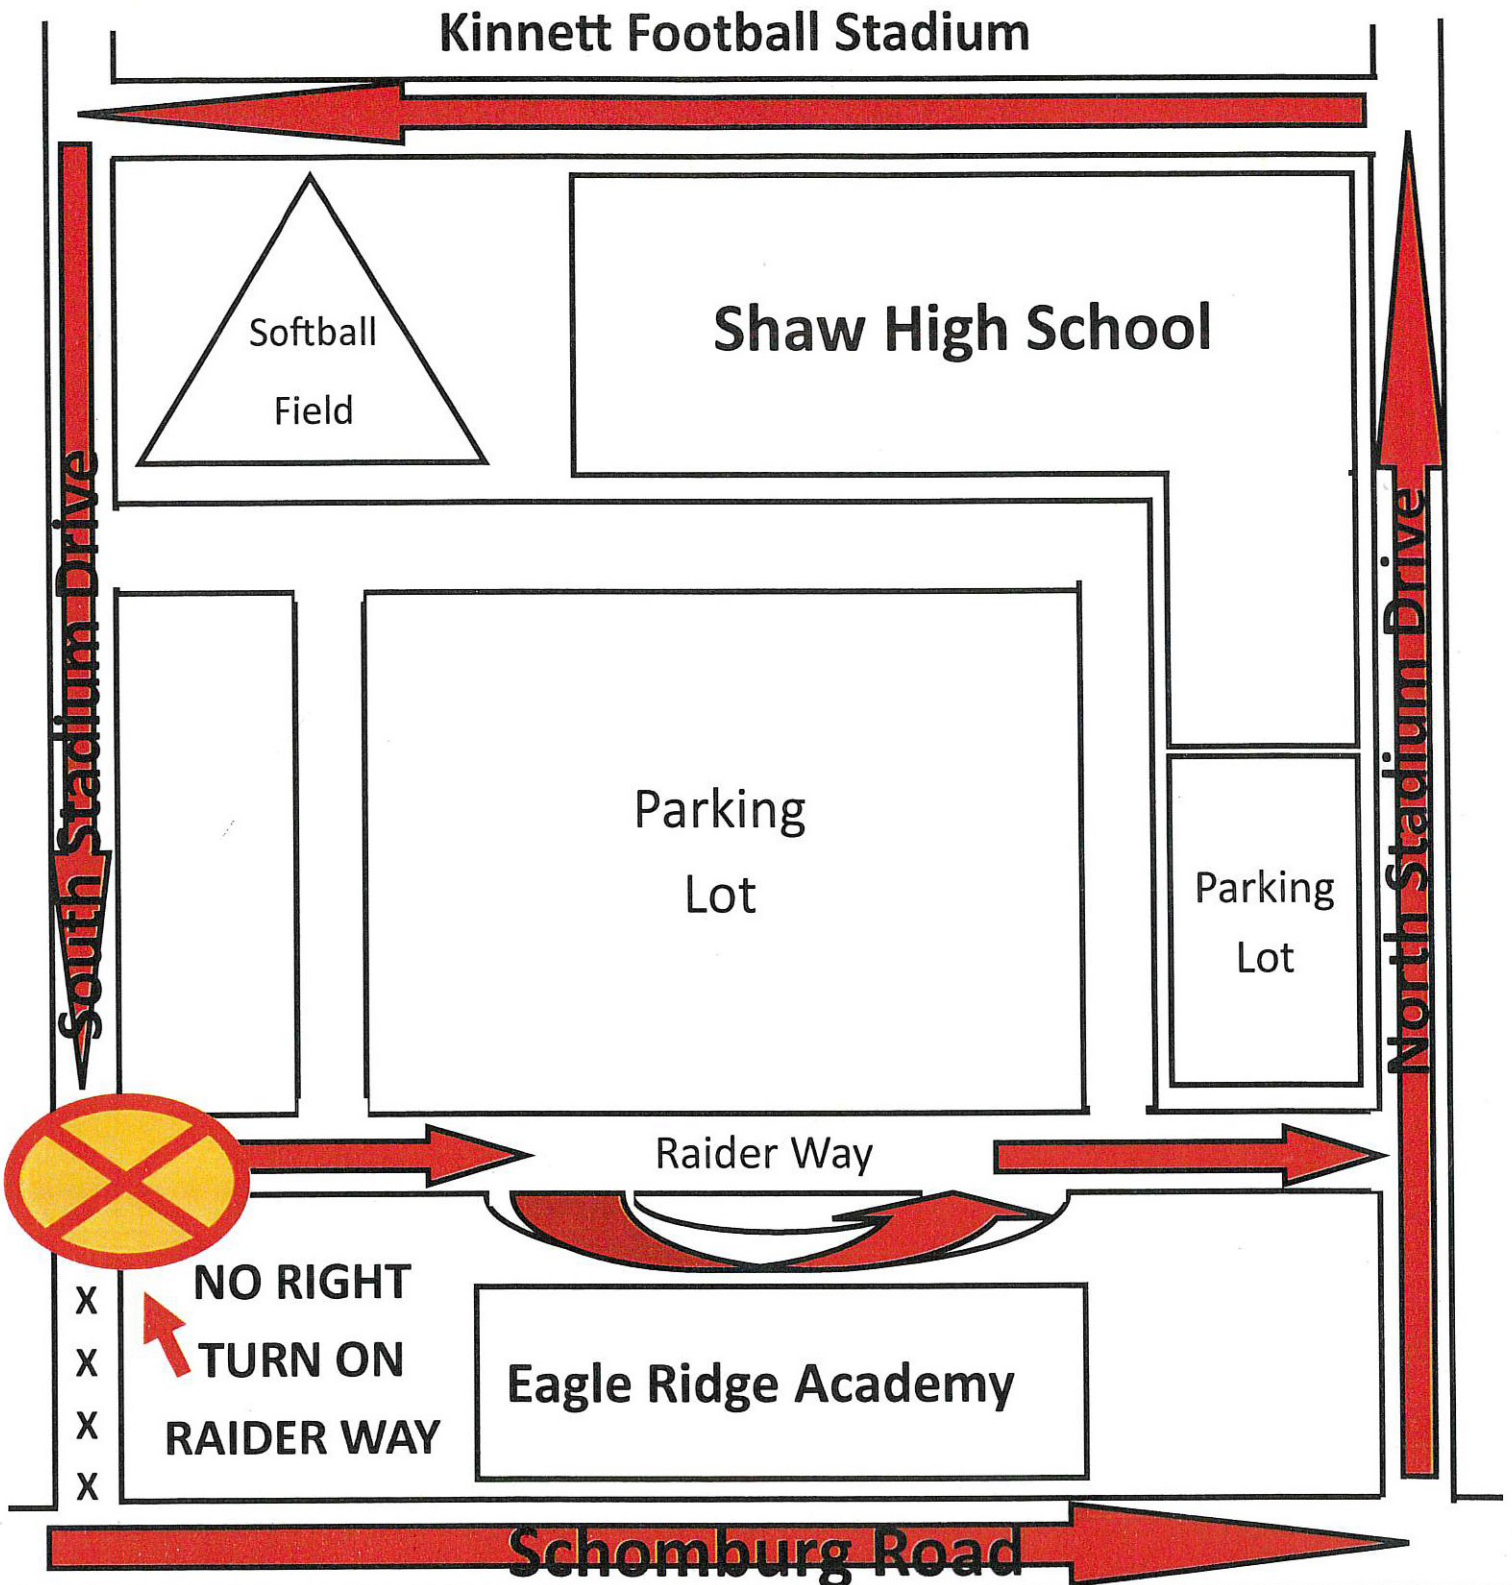 Kinnett Football Stadium
Softball
Field
Shaw High School
South Stadium Drive
North Stadium Drive
Parking
Lot
Parking
Lot
Raider Way
NO RIGHT
TURN ON
RAIDER WAY
X
X
X
X
Eagle Ridge Academy
Schomburg Road